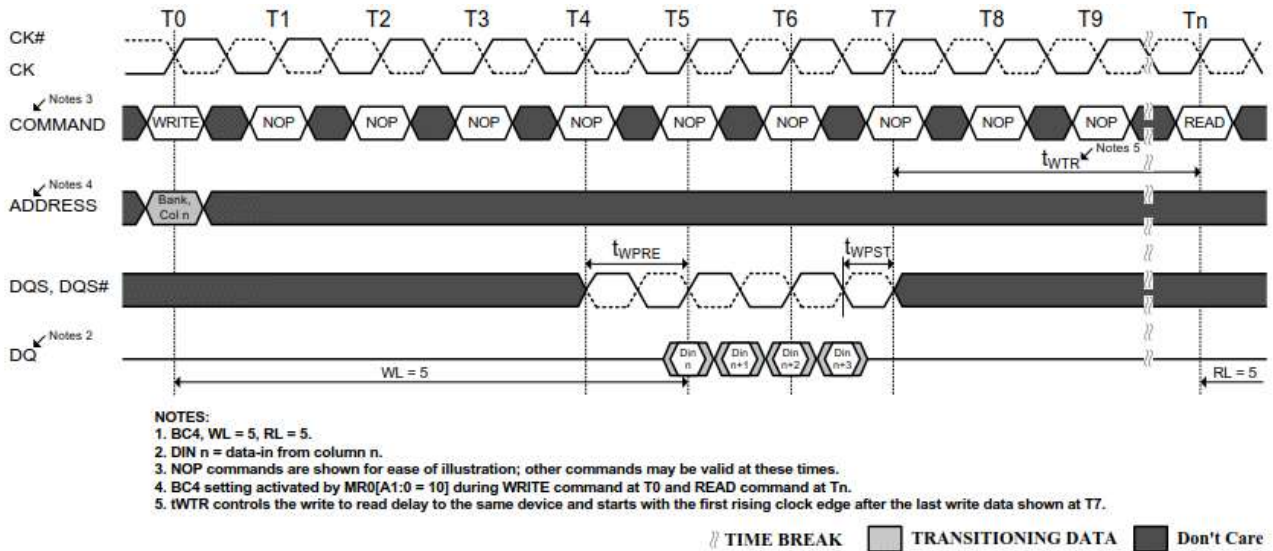 T0 T1 T2 T3 T4 T5 T6 T7 T8 T9 Tn
CK#
CK
Notes 3
COMMAND WRITE NOP NOP NOP NOP NOP NOP NOP NOP NOP READ
tWTR Notes 5
Notes 4
ADDRESS Bank, Col n
tWPRE tWPST
DQS, DQS#
Notes 2
DQ Din n Din n+1 Din n+2 Din n+3
WL = 5 RL = 5
NOTES:
1. BC4, WL = 5, RL = 5.
2. DIN n = data-in from column n.
3. NOP commands are shown for ease of illustration; other commands may be valid at these times.
4. BC4 setting activated by MR0[A1:0 = 10] during WRITE command at T0 and READ command at Tn.
5. tWTR controls the write to read delay to the same device and starts with the first rising clock edge after the last write data shown at T7.
TIME BREAK TRANSITIONING DATA Don't Care